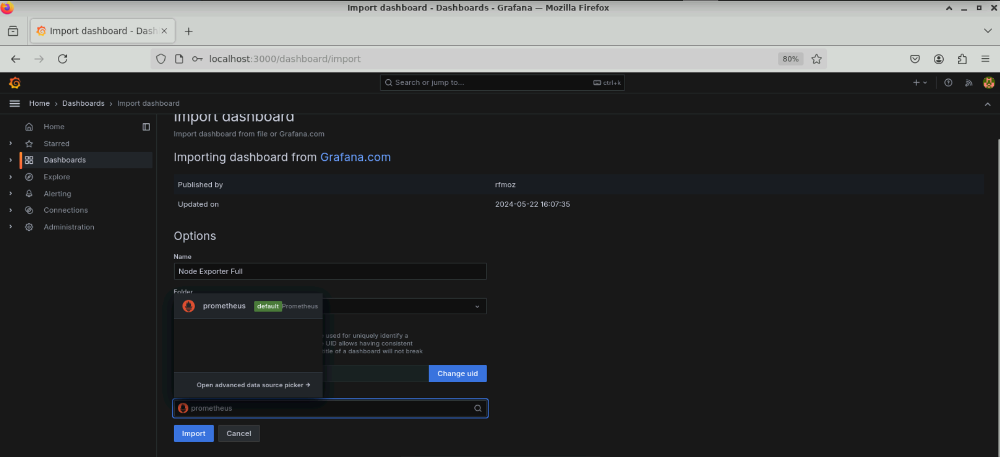 Import dashboard - Dashboards - Grafana — Mozilla Firefox
Import dashboard - Dash
localhost:3000/dashboard/import
80%
Search or jump to...
ctrl+k
Home › Dashboards › Import dashboard
Home
Starred
Dashboards
Explore
Alerting
Connections
Administration
Import dashboard
Import dashboard from file or Grafana.com
Importing dashboard from Grafana.com
Published by rfmoz
Updated on 2024-05-22 16:07:35
Options
Name
Node Exporter Full
Folder
prometheus default Prometheus
used for uniquely identify a
UID allows having consistent
title of a dashboard will not break
Change uid
Open advanced data source picker →
prometheus
Import Cancel